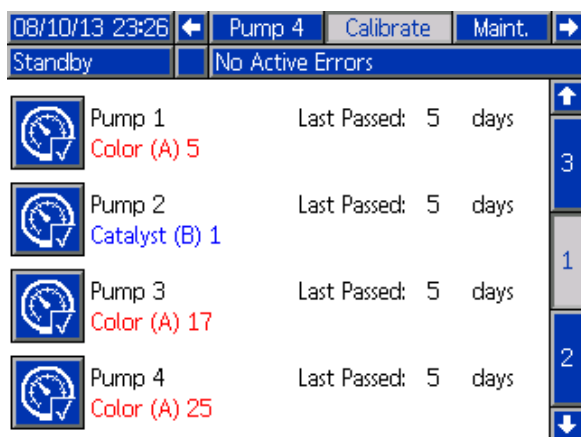 08/10/13 23:26 Pump 4 Calibrate Maint.
Standby No Active Errors
Pump 1 Last Passed: 5 days
Color (A) 5
Pump 2 Last Passed: 5 days
Catalyst (B) 1
Pump 3 Last Passed: 5 days
Color (A) 17
Pump 4 Last Passed: 5 days
Color (A) 25
3
1
2